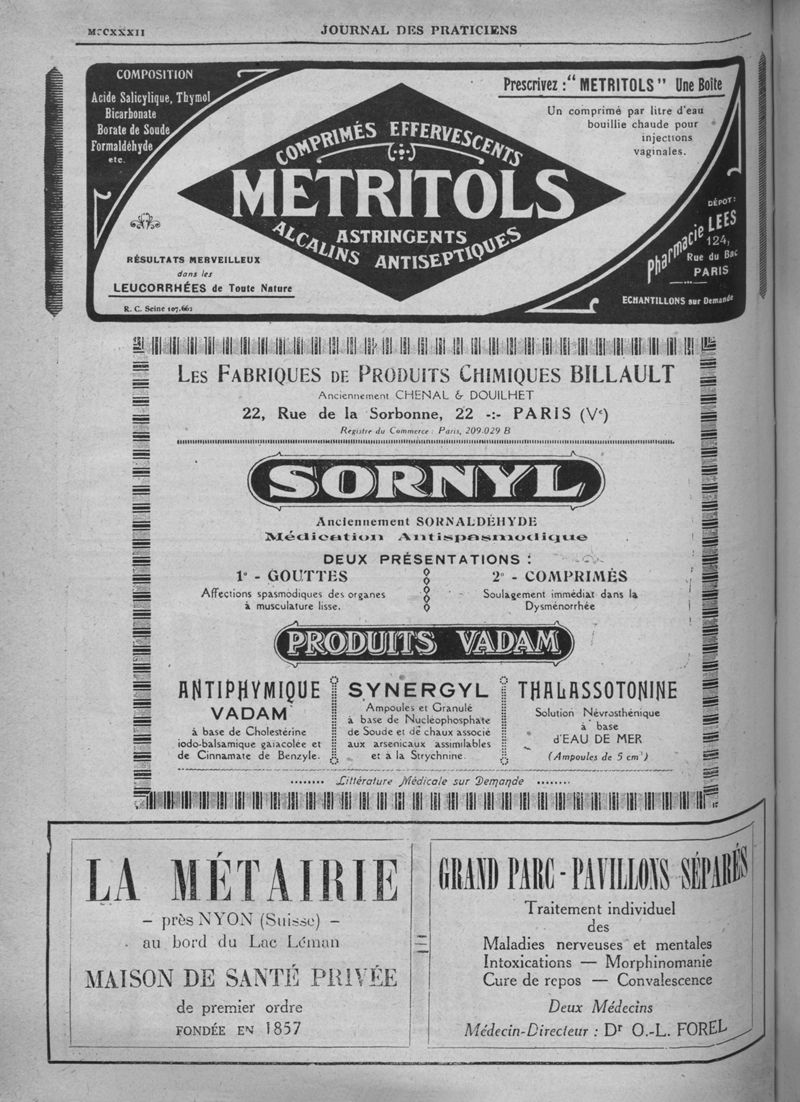 MCCXXXII
JOURNAL DES PRATICIENS
COMPOSITION
Acide Salicylique, Thymol
Bicarbonate
Borate de Soude
Formaldéhyde
etc.
Prescrivez : "METRITOLS" Une Boîte
Un comprimé par litre d'eau
bouillie chaude pour
injections
vaginales.
COMPRIMÉS EFFERVESCENTS
METRITOLS
ASTRINGENTS
ALCALINS ANTISEPTIQUES
RÉSULTATS MERVEILLEUX
dans les
LEUCORRHÉES de Toute Nature
R. C. Seine 107.662
DÉPOT :
Pharmacie LEES
124,
Rue du Bac
PARIS
ECHANTILLONS sur Demande
LES FABRIQUES DE PRODUITS CHIMIQUES BILLAULT
Anciennement CHENAL & DOUILHET
22, Rue de la Sorbonne, 22 -:- PARIS (Ve)
Registre du Commerce : Paris, 209-029 B
SORNYL
Anciennement SORNALDÉHYDE
Médication Antispasmodique
DEUX PRÉSENTATIONS :
1° - GOUTTES
Affections spasmodiques des organes
à musculature lisse.
2° - COMPRIMÉS
Soulagement immédiat dans la
Dysménorrhée
PRODUITS VADAM
ANTIPHYMIQUE
VADAM
à base de Cholestérine
iodo-balsamique gaïacolée et
de Cinnamate de Benzyle.
SYNERGYL
Ampoules et Granulé
à base de Nucléophosphate
de Soude et de chaux associé
aux arsenicaux assimilables
et à la Strychnine.
THALASSOTONINE
Solution Névrosthénique
à base
d'EAU DE MER
(Ampoules de 5 cm³)
Littérature Médicale sur Demande
LA MÉTAIRIE
– près NYON (Suisse) –
au bord du Lac Léman
MAISON DE SANTÉ PRIVÉE
de premier ordre
FONDÉE EN 1857
GRAND PARC - PAVILLONS SÉPARÉS
Traitement individuel
des
Maladies nerveuses et mentales
Intoxications — Morphinomanie
Cure de repos — Convalescence
Deux Médecins
Médecin-Directeur : Dr O.-L. FOREL